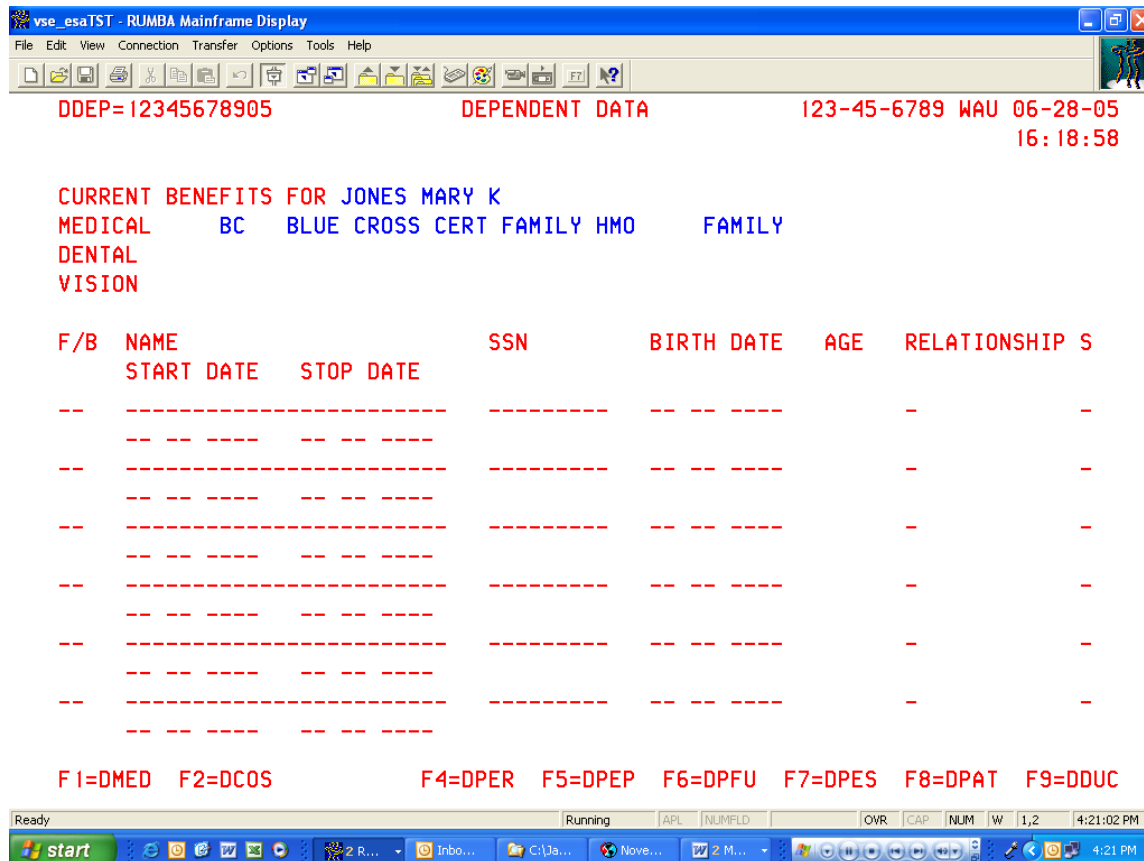 vse_esaTST - RUMBA Mainframe Display
File Edit View Connection Transfer Options Tools Help
DDEP=12345678905 DEPENDENT DATA 123-45-6789 WAU 06-28-05
16:18:58
CURRENT BENEFITS FOR JONES MARY K
MEDICAL BC BLUE CROSS CERT FAMILY HMO FAMILY
DENTAL
VISION
F/B NAME SSN BIRTH DATE AGE RELATIONSHIP S
START DATE STOP DATE
-- ------------------------ --------- -- -- ---- - -
-- -- ---- -- -- ----
-- ------------------------ --------- -- -- ---- - -
-- -- ---- -- -- ----
-- ------------------------ --------- -- -- ---- - -
-- -- ---- -- -- ----
-- ------------------------ --------- -- -- ---- - -
-- -- ---- -- -- ----
-- ------------------------ --------- -- -- ---- - -
-- -- ---- -- -- ----
-- ------------------------ --------- -- -- ---- - -
-- -- ---- -- -- ----
F1=DMED F2=DCOS F4=DPER F5=DPEP F6=DPFU F7=DPES F8=DPAT F9=DDUC
Ready Running APL NUMFLD OVR CAP NUM W 1,2 4:21:02 PM
start 2 R... Inbo... C:\Ja... Nove... 2 M... 4:21 PM